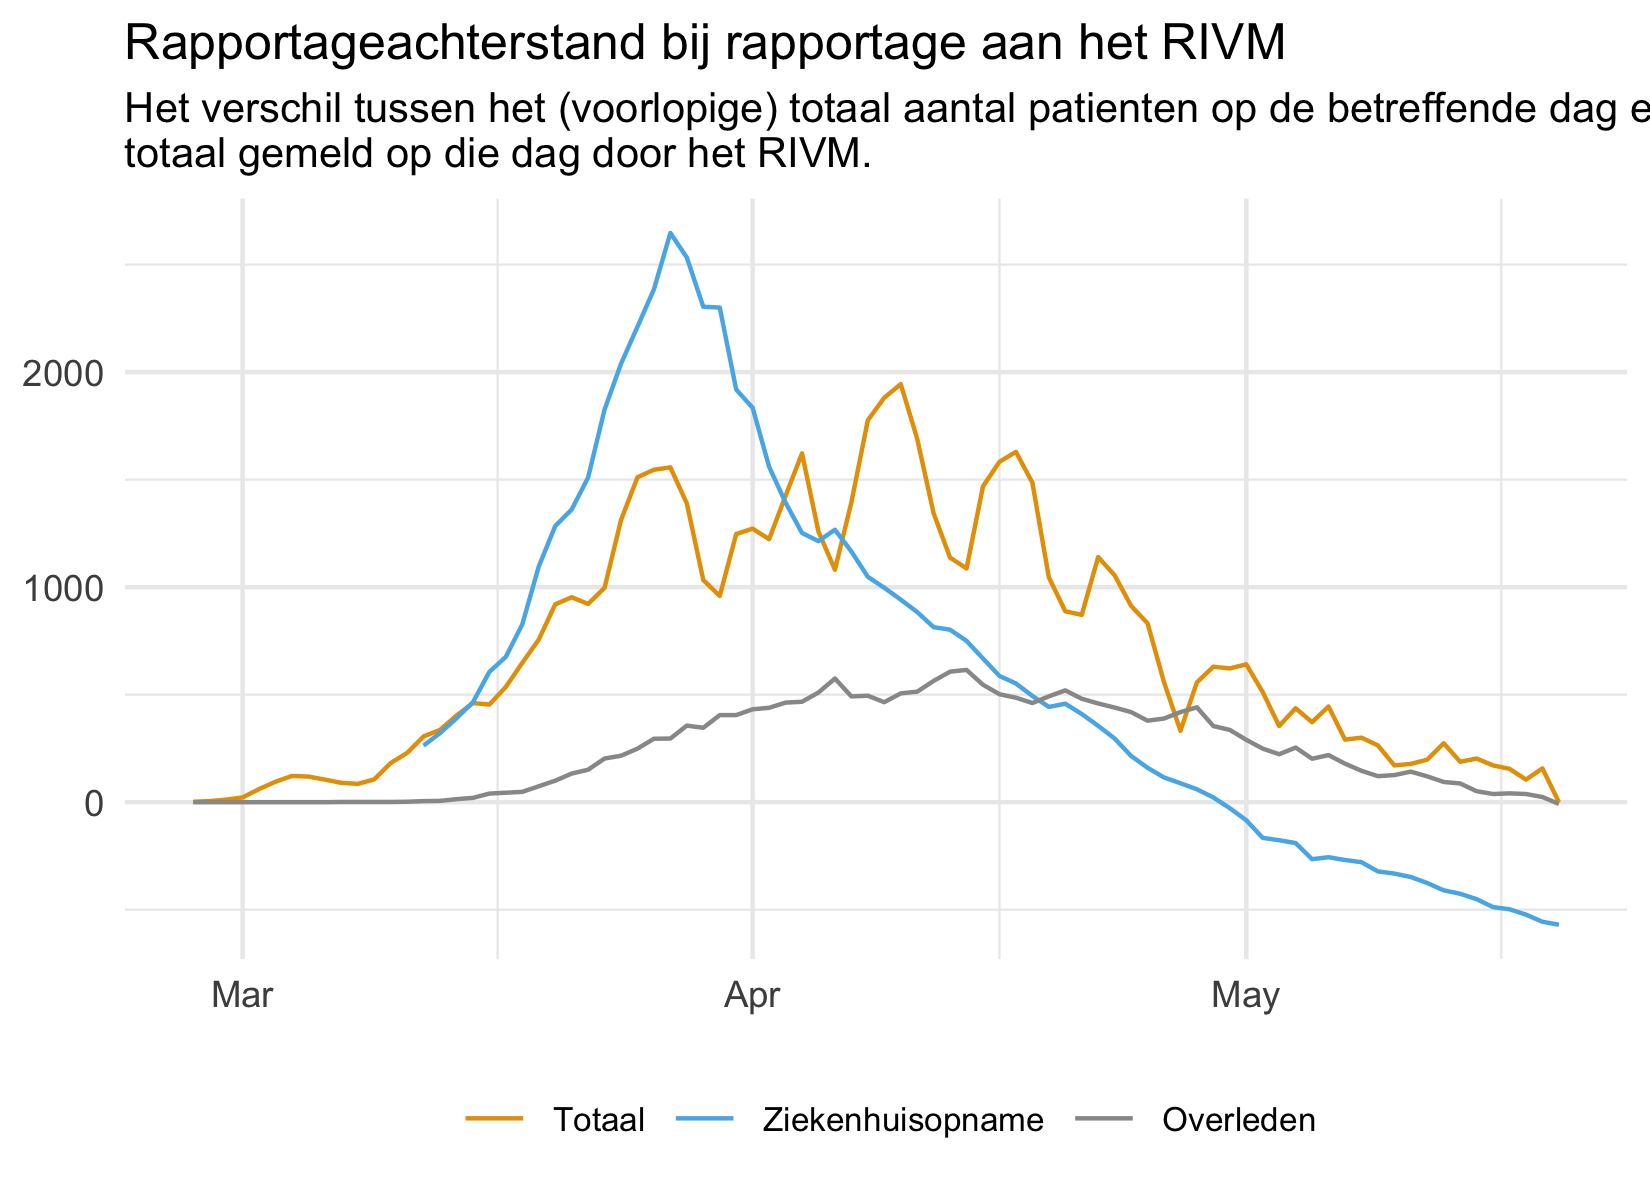 Rapportageachterstand bij rapportage aan het RIVM
Het verschil tussen het (voorlopige) totaal aantal patienten op de betreffende dag e
totaal gemeld op die dag door het RIVM.
2000
1000
0
Mar Apr May
Totaal Ziekenhuisopname Overleden